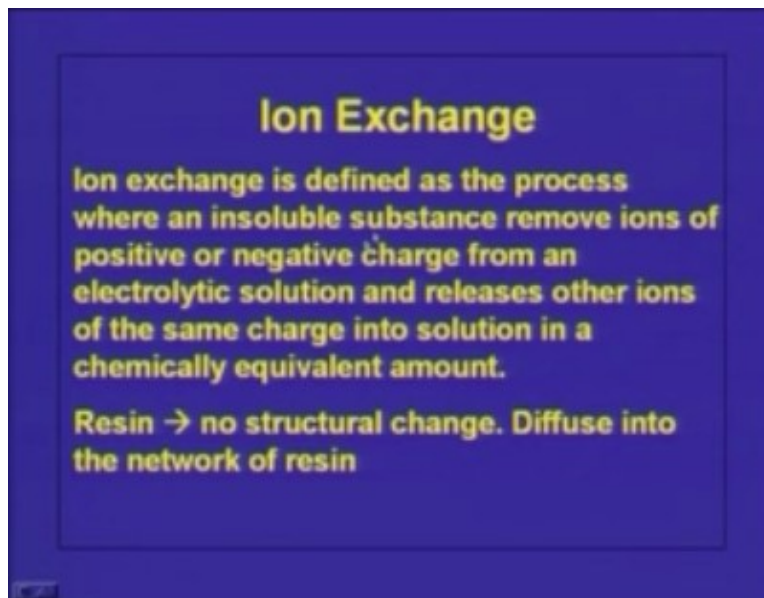 Ion Exchange
Ion exchange is defined as the process
where an insoluble substance remove ions of
positive or negative charge from an
electrolytic solution and releases other ions
of the same charge into solution in a
chemically equivalent amount.
Resin → no structural change. Diffuse into
the network of resin